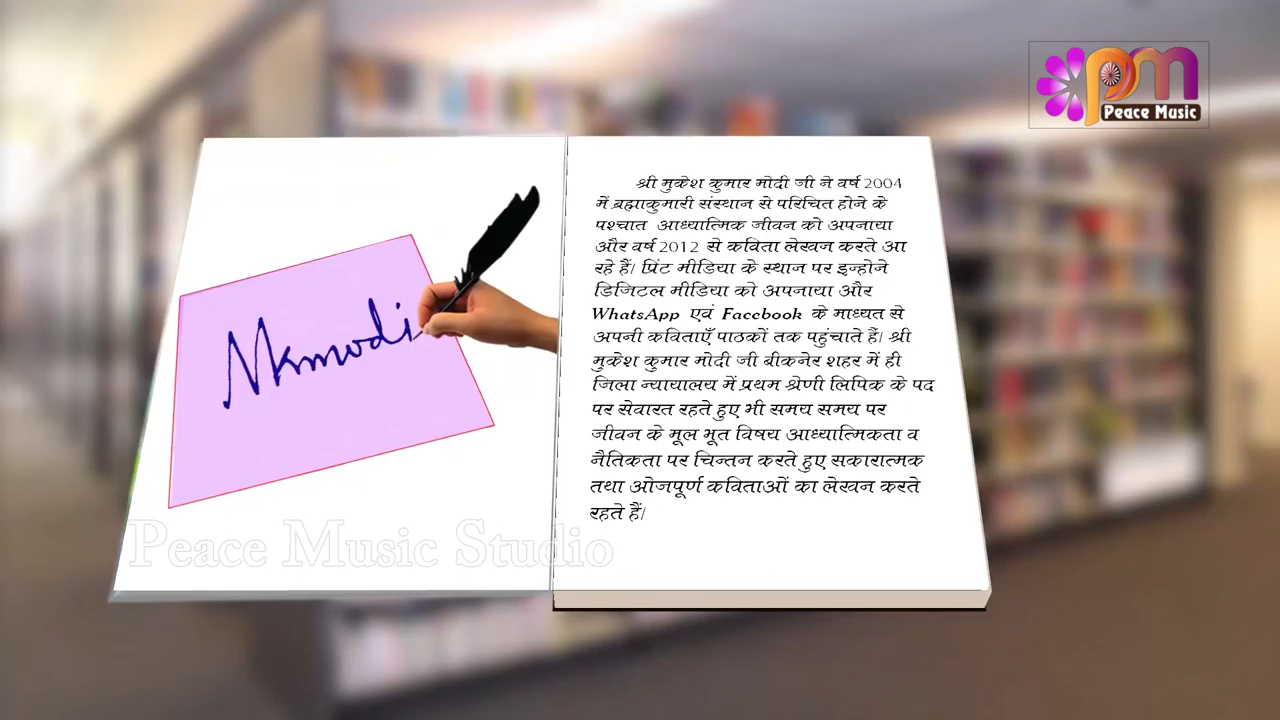 Peace Music
Nkmodi
श्री मुकेश कुमार मोदी जी ने वर्ष 2004
में ब्रह्माकुमारी संस्थान से परिचित होने के
पश्चात आध्यात्मिक जीवन को अपनाया
और वर्ष 2012 से कविता लेखन करते आ
रहे हैं। प्रिंट मीडिया के स्थान पर इन्होने
डिजिटल मीडिया को अपनाया और
WhatsApp एवं Facebook के माध्यत से
अपनी कविताएँ पाठकों तक पहुंचाते हैं। श्री
मुकेश कुमार मोदी जी बीकनेर शहर में ही
जिला न्यायालय में प्रथम श्रेणी लिपिक के पद
पर सेवारत रहते हुए भी समय समय पर
जीवन के मूल भूत विषय आध्यात्मिकता व
नैतिकता पर चिन्तन करते हुए सकारात्मक
तथा ओजपूर्ण कविताओं का लेखन करते
रहते हैं।
Peace Music Studio